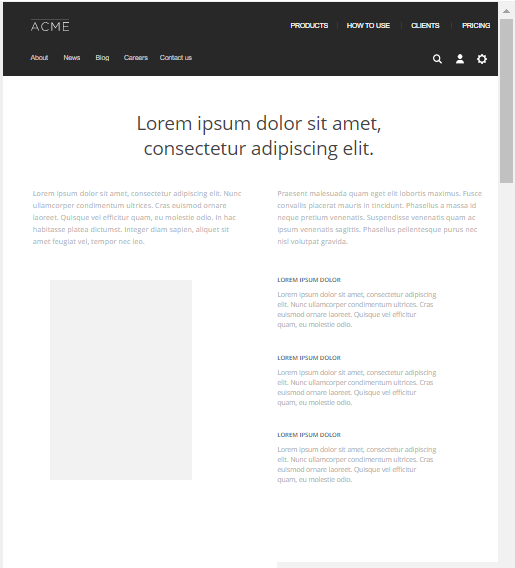 ACME
PRODUCTS
HOW TO USE
CLIENTS
PRICING
About
News
Blog
Careers
Contact us
Lorem ipsum dolor sit amet,
consectetur adipiscing elit.
Lorem ipsum dolor sit amet, consectetur adipiscing elit. Nunc
ullamcorper condimentum ultrices. Cras euismod ornare
laoreet. Quisque vel efficitur quam, eu molestie odio. In hac
habitasse platea dictumst. Integer diam sapien, aliquet sit
amet feugiat vel, tempor nec leo.
Praesent malesuada quam eget elit lobortis maximus. Fusce
convallis placerat mauris in tincidunt. Phasellus a massa id
neque pretium venenatis. Suspendisse venenatis quam ac
ipsum venenatis sagittis. Phasellus pellentesque purus nec
nisl volutpat gravida.
LOREM IPSUM DOLOR
Lorem ipsum dolor sit amet, consectetur adipiscing
elit. Nunc ullamcorper condimentum ultrices. Cras
euismod ornare laoreet. Quisque vel efficitur
quam, eu molestie odio.
LOREM IPSUM DOLOR
Lorem ipsum dolor sit amet, consectetur adipiscing
elit. Nunc ullamcorper condimentum ultrices. Cras
euismod ornare laoreet. Quisque vel efficitur
quam, eu molestie odio.
LOREM IPSUM DOLOR
Lorem ipsum dolor sit amet, consectetur adipiscing
elit. Nunc ullamcorper condimentum ultrices. Cras
euismod ornare laoreet. Quisque vel efficitur
quam, eu molestie odio.